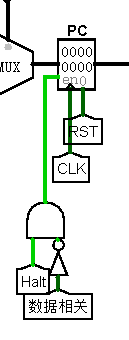 PC
MUX
0000
0000
en0
RST
CLK
Halt
数据相关